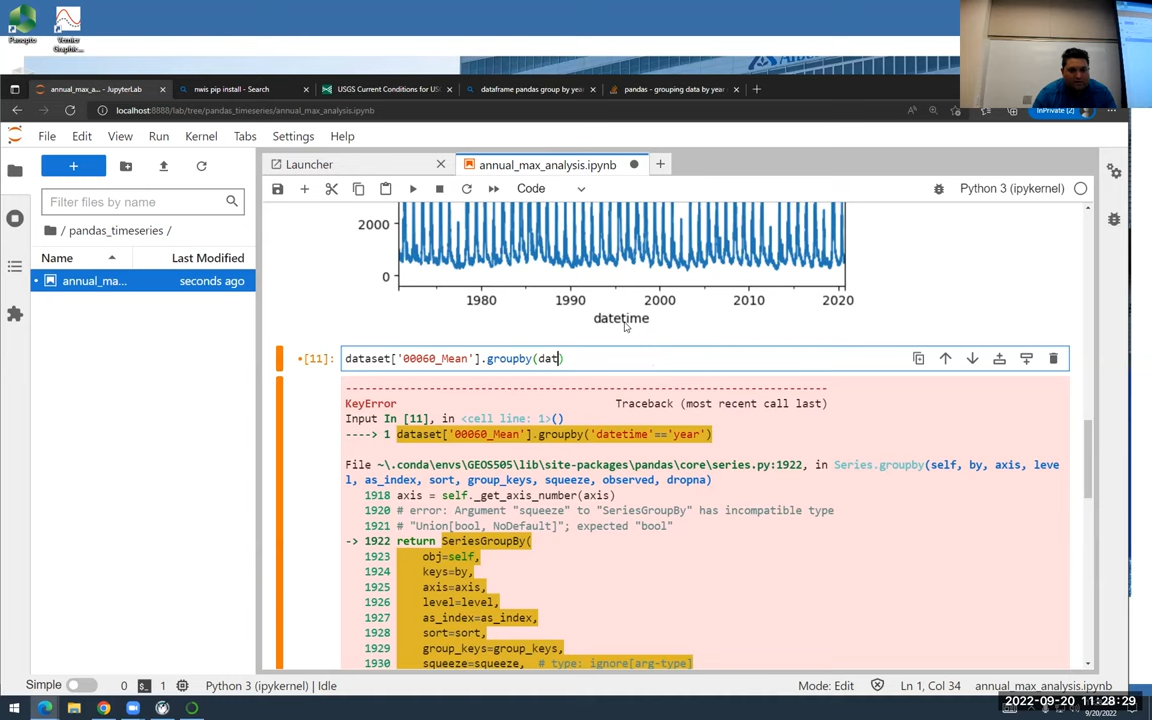 Panopto
Vernier
Graphic...
annual_max_a... - JupyterLab
nwis pip install - Search
USGS Current Conditions for US
dataframe pandas group by year
pandas - grouping data by year
localhost:8888/lab/tree/pandas_timeseries/annual_max_analysis.ipynb
InPrivate (2)
File Edit View Run Kernel Tabs Settings Help
Launcher
annual_max_analysis.ipynb
Code
Python 3 (ipykernel)
Filter files by name
/ pandas_timeseries /
Name
Last Modified
annual_ma...
seconds ago
2000
0
1980 1990 2000 2010 2020
datetime
[11]: dataset['00060_Mean'].groupby(dat)
KeyError Traceback (most recent call last)
Input In [11], in <cell line: 1>()
----> 1 dataset['00060_Mean'].groupby('datetime'=='year')
File ~\.conda\envs\GEOS505\lib\site-packages\pandas\core\series.py:1922, in Series.groupby(self, by, axis, leve
l, as_index, sort, group_keys, squeeze, observed, dropna)
1918 axis = self._get_axis_number(axis)
1920 # error: Argument "squeeze" to "SeriesGroupBy" has incompatible type
1921 # "Union[bool, NoDefault]"; expected "bool"
-> 1922 return SeriesGroupBy(
1923 obj=self,
1924 keys=by,
1925 axis=axis,
1926 level=level,
1927 as_index=as_index,
1928 sort=sort,
1929 group_keys=group_keys,
1930 squeeze=squeeze, # type: ignore[arg-type]
Simple 0 1 Python 3 (ipykernel) | Idle
Mode: Edit Ln 1, Col 34 annual_max_analysis.ipynb
2022-09-20 11:28:29
9/20/2022